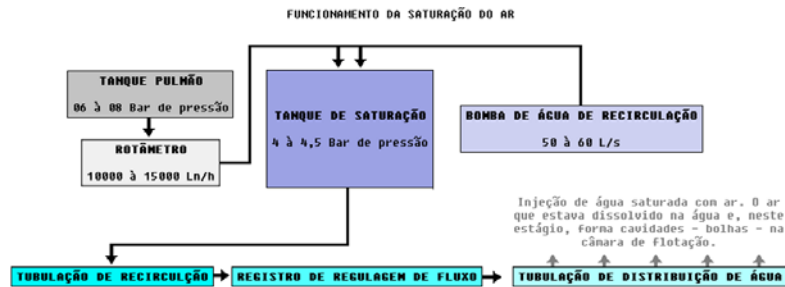 FUNCIONAMENTO DA SATURAÇÃO DO AR
TANQUE PULMÃO
06 à 08 Bar de pressão
ROTÂMETRO
10000 à 15000 Ln/h
TANQUE DE SATURAÇÃO
4 à 4,5 Bar de pressão
BOMBA DE ÁGUA DE RECIRCULAÇÃO
50 à 60 L/s
Injeção de água saturada com ar. O ar
que estava dissolvido na água e, neste
estágio, forma cavidades - bolhas - na
câmara de flotação.
TUBULAÇÃO DE RECIRCULÇÃO
REGISTRO DE REGULAGEM DE FLUXO
TUBULAÇÃO DE DISTRIBUIÇÃO DE ÁGUA